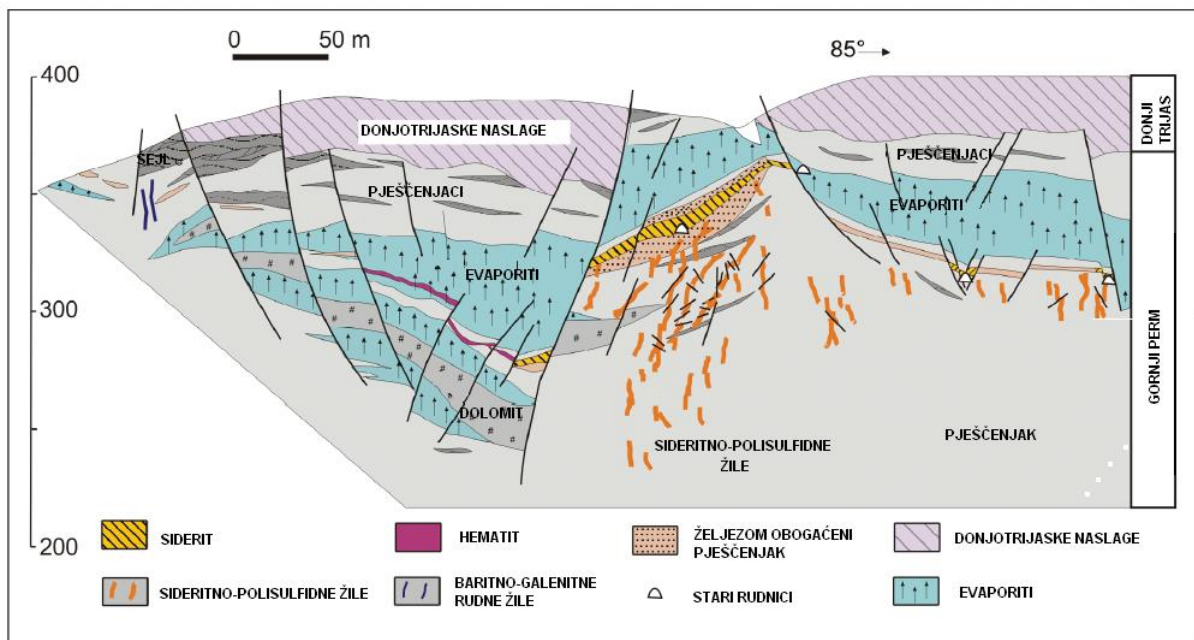 0 50 m
85°
400
300
200
DONJOTRIJASKE NASLAGE
ŠEJL
PJEŠČENJACI
PJEŠČENJACI
EVAPORITI
EVAPORITI
DOLOMIT
SIDERITNO-POLISULFIDNE
ŽILE
PJEŠČENJAK
DONJI
TRIJAS
GORNJI PERM
SIDERIT
HEMATIT
ŽELJEZOM OBOGAĆENI
PJEŠČENJAK
DONJOTRIJASKE NASLAGE
SIDERITNO-POLISULFIDNE ŽILE
BARITNO-GALENITNE
RUDNE ŽILE
STARI RUDNICI
EVAPORITI